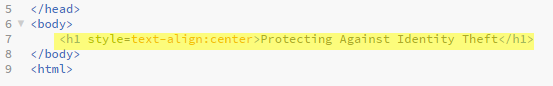 5 </head>
6 <body>
7 <h1 style=text-align:center>Protecting Against Identity Theft</h1>
8 </body>
9 <html>